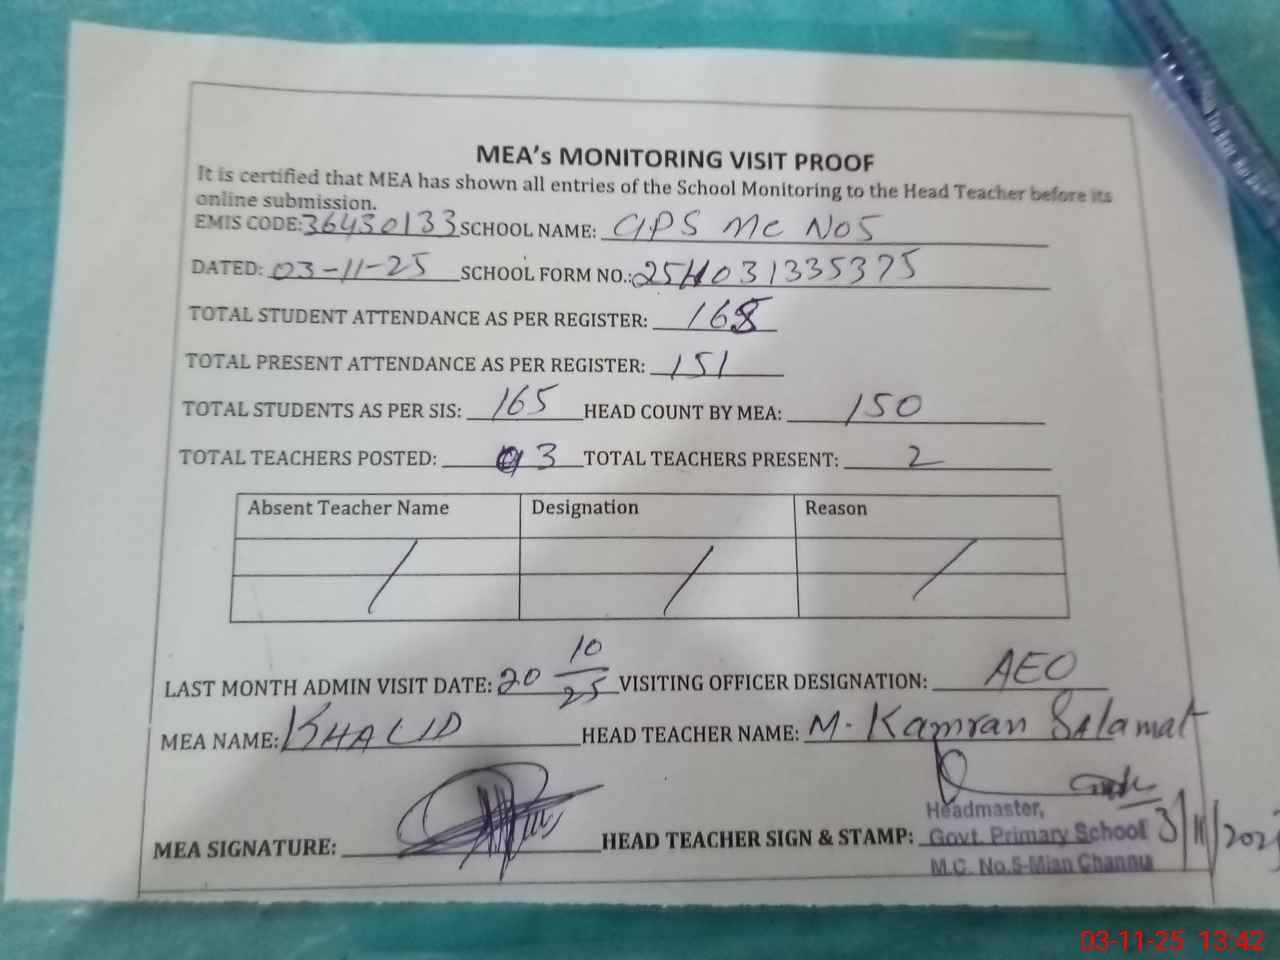 MEA's MONITORING VISIT PROOF
It is certified that MEA has shown all entries of the School Monitoring to the Head Teacher before its
online submission.
EMIS CODE: 36430133 SCHOOL NAME: GPS MC NO5
DATED: 03-11-25 SCHOOL FORM NO.: 2511031335375
TOTAL STUDENT ATTENDANCE AS PER REGISTER: 165
TOTAL PRESENT ATTENDANCE AS PER REGISTER: 151
TOTAL STUDENTS AS PER SIS: 165 HEAD COUNT BY MEA: 150
TOTAL TEACHERS POSTED: 3 TOTAL TEACHERS PRESENT: 2
Absent Teacher Name Designation Reason
/ / /
LAST MONTH ADMIN VISIT DATE: 20 10/25 VISITING OFFICER DESIGNATION: AEO
MEA NAME: KHALID HEAD TEACHER NAME: M. Kamran Salamat
MEA SIGNATURE: HEAD TEACHER SIGN & STAMP:
Headmaster,
Govt. Primary School 3/11/2025
M.C. No.5-Mian Channu
03-11-25 13:42